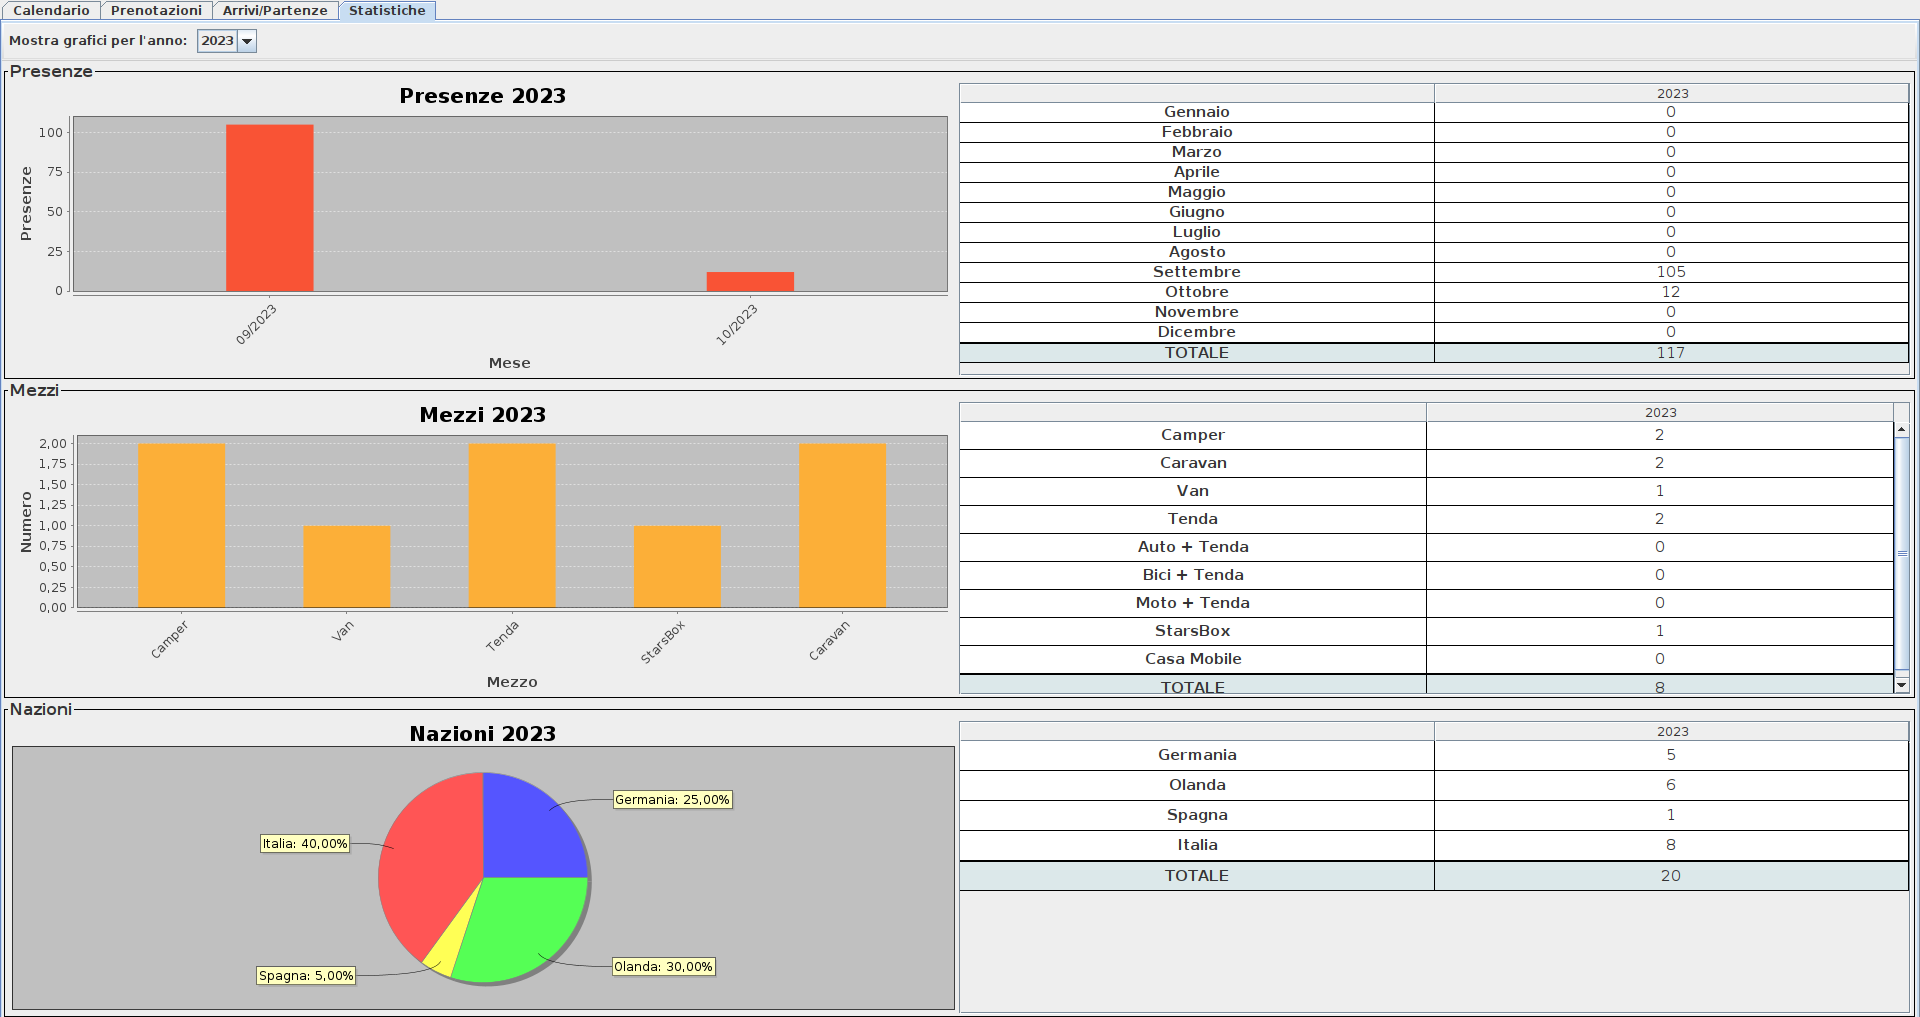 Calendario Prenotazioni Arrivi/Partenze Statistiche
Mostra grafici per l'anno: 2023
Presenze
Presenze 2023
100
75
50
25
0
Presenze
09/2023
10/2023
Mese
2023
Gennaio 0
Febbraio 0
Marzo 0
Aprile 0
Maggio 0
Giugno 0
Luglio 0
Agosto 0
Settembre 105
Ottobre 12
Novembre 0
Dicembre 0
TOTALE 117
Mezzi
Mezzi 2023
2,00
1,75
1,50
1,25
1,00
0,75
0,50
0,25
0,00
Numero
Camper
Van
Tenda
StarsBox
Caravan
Mezzo
2023
Camper 2
Caravan 2
Van 1
Tenda 2
Auto + Tenda 0
Bici + Tenda 0
Moto + Tenda 0
StarsBox 1
Casa Mobile 0
TOTALE 8
Nazioni
Nazioni 2023
Germania: 25,00%
Italia: 40,00%
Olanda: 30,00%
Spagna: 5,00%
2023
Germania 5
Olanda 6
Spagna 1
Italia 8
TOTALE 20